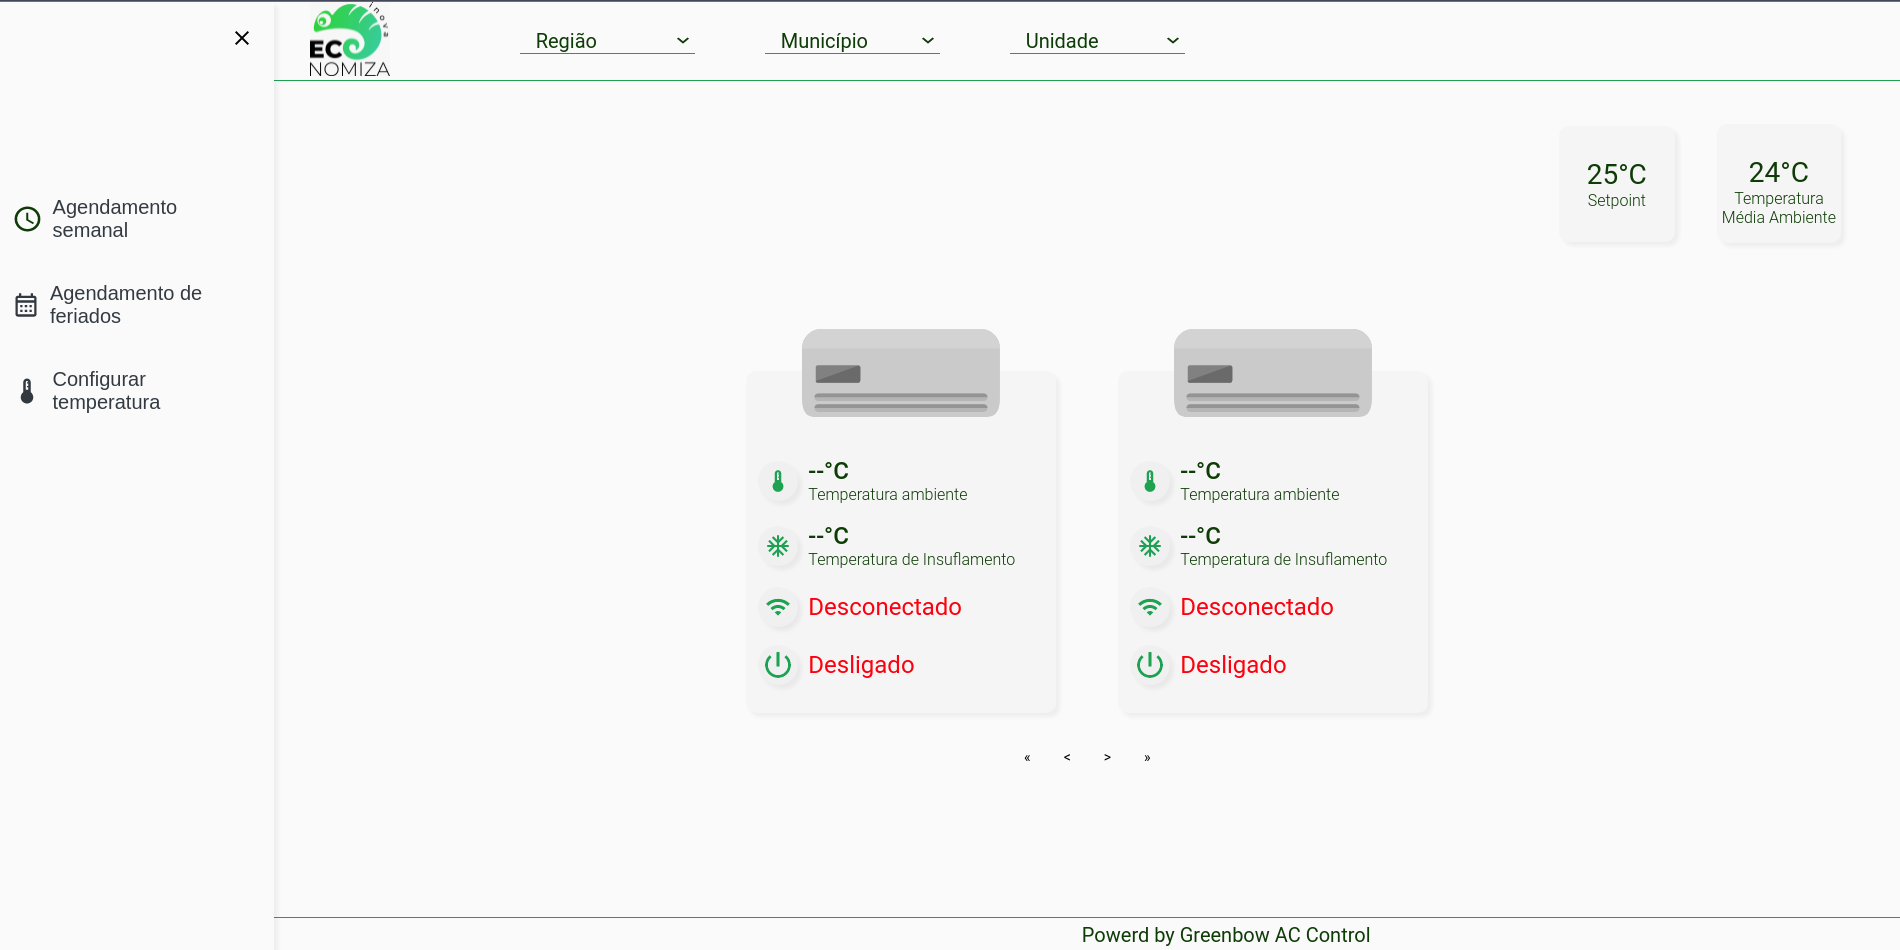 inova
ECO
NOMIZA
Região
Município
Unidade
Agendamento
semanal
Agendamento de
feriados
Configurar
temperatura
25°C
Setpoint
24°C
Temperatura
Média Ambiente
--°C
Temperatura ambiente
--°C
Temperatura de Insuflamento
Desconectado
Desligado
--°C
Temperatura ambiente
--°C
Temperatura de Insuflamento
Desconectado
Desligado
« < > »
Powerd by Greenbow AC Control